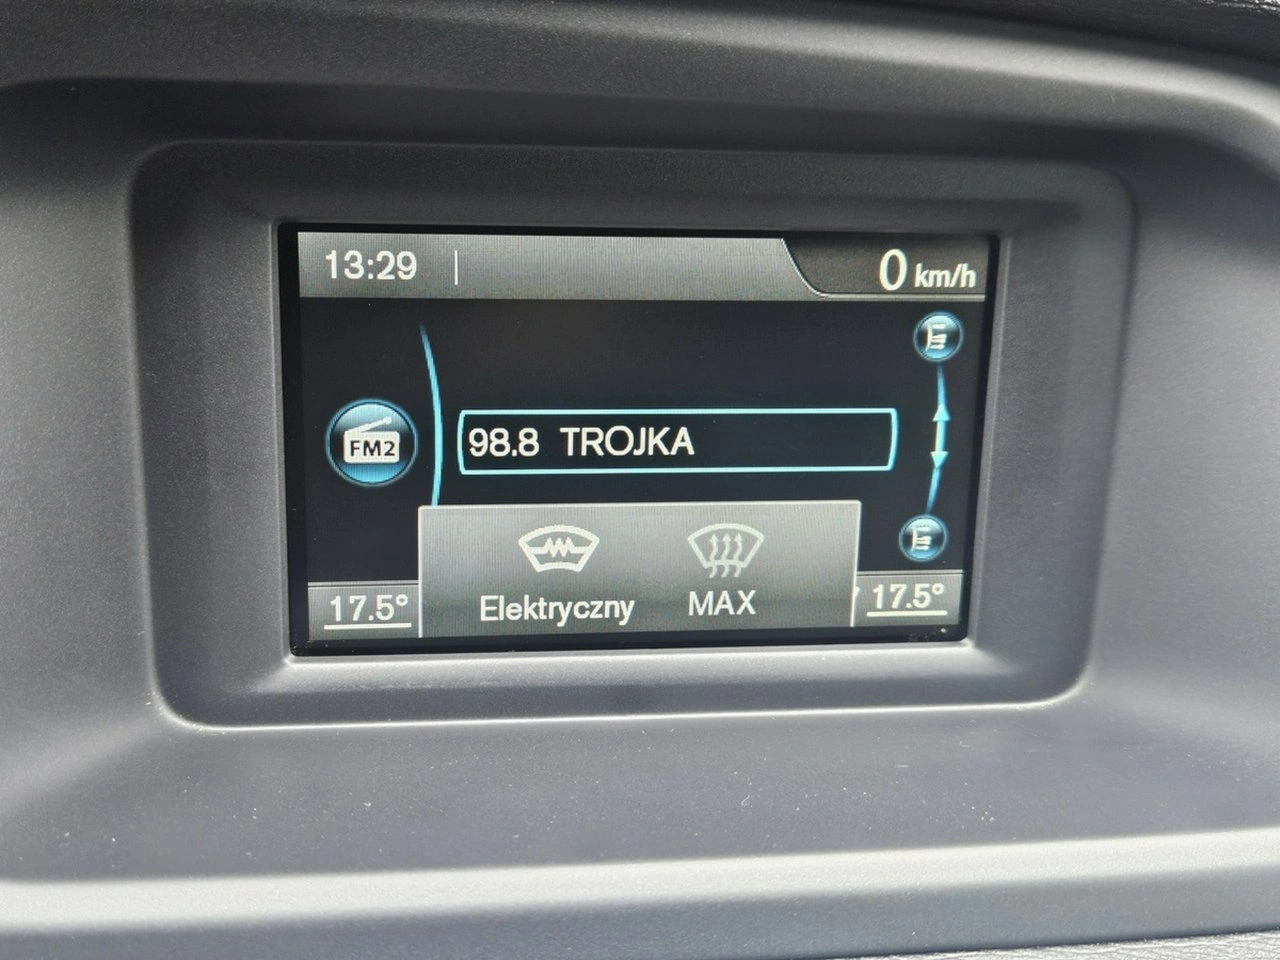 13:29
0 km/h
FM2
98.8 TROJKA
Elektryczny MAX
17.5° 17.5°